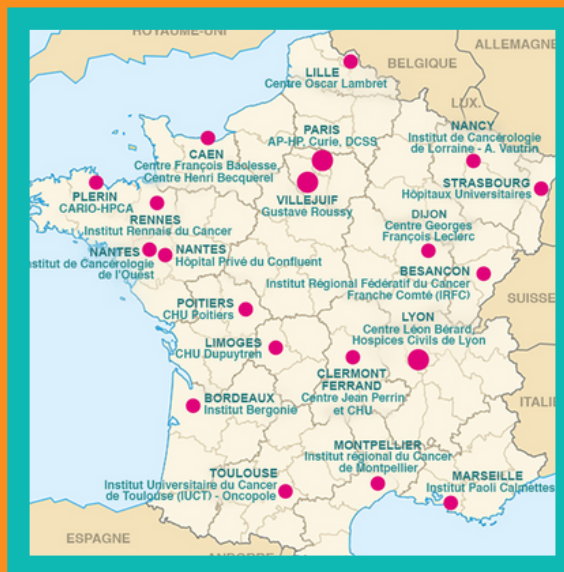 ROYAUME-UNI
ALLEMAGNE
BELGIQUE
LILLE
Centre Oscar Lambret
LUX.
PARIS
AP-HP, Curie, DCSS
NANCY
Institut de Cancérologie
de Lorraine - A. Vautrin
CAEN
Centre François Baclesse,
Centre Henri Becquerel
STRASBOURG
Hôpitaux Universitaires
PLERIN
CARIO-HPCA
VILLEJUIF
Gustave Roussy
RENNES
Institut Rennais du Cancer
DIJON
Centre Georges
François Leclerc
NANTES
Institut de Cancérologie
de l'Ouest
NANTES
Hôpital Privé du Confluent
BESANCON
Institut Régional Fédératif du Cancer
Franche Comté (IRFC)
SUISSE
POITIERS
CHU Poitiers
LYON
Centre Léon Bérard,
Hospices Civils de Lyon
LIMOGES
CHU Dupuytren
CLERMONT
FERRAND
Centre Jean Perrin
et CHU
ITALIE
BORDEAUX
Institut Bergonié
MONTPELLIER
Institut régional du Cancer
de Montpellier
TOULOUSE
Institut Universitaire du Cancer
de Toulouse (IUCT) - Oncopole
MARSEILLE
Institut Paoli Calmettes
ESPAGNE
ANDORRE